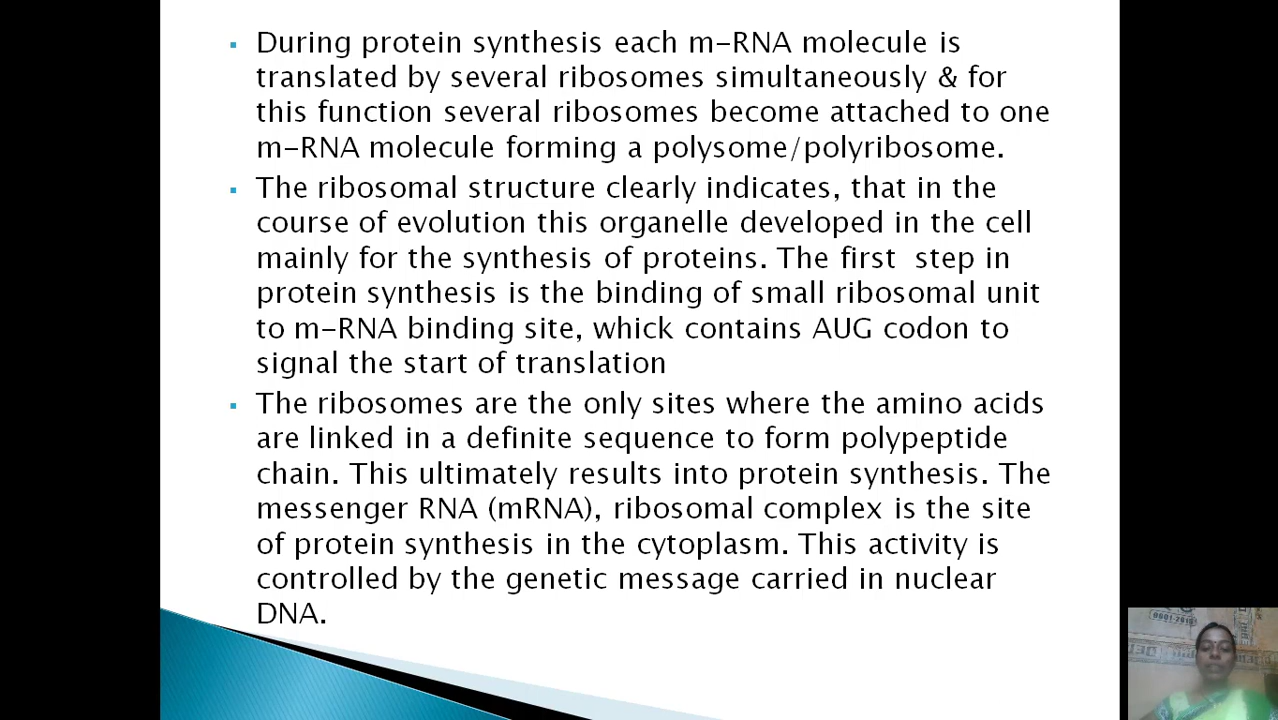 During protein synthesis each m-RNA molecule is
translated by several ribosomes simultaneously & for
this function several ribosomes become attached to one
m-RNA molecule forming a polysome/polyribosome.
The ribosomal structure clearly indicates, that in the
course of evolution this organelle developed in the cell
mainly for the synthesis of proteins. The first step in
protein synthesis is the binding of small ribosomal unit
to m-RNA binding site, whick contains AUG codon to
signal the start of translation
The ribosomes are the only sites where the amino acids
are linked in a definite sequence to form polypeptide
chain. This ultimately results into protein synthesis. The
messenger RNA (mRNA), ribosomal complex is the site
of protein synthesis in the cytoplasm. This activity is
controlled by the genetic message carried in nuclear
DNA.